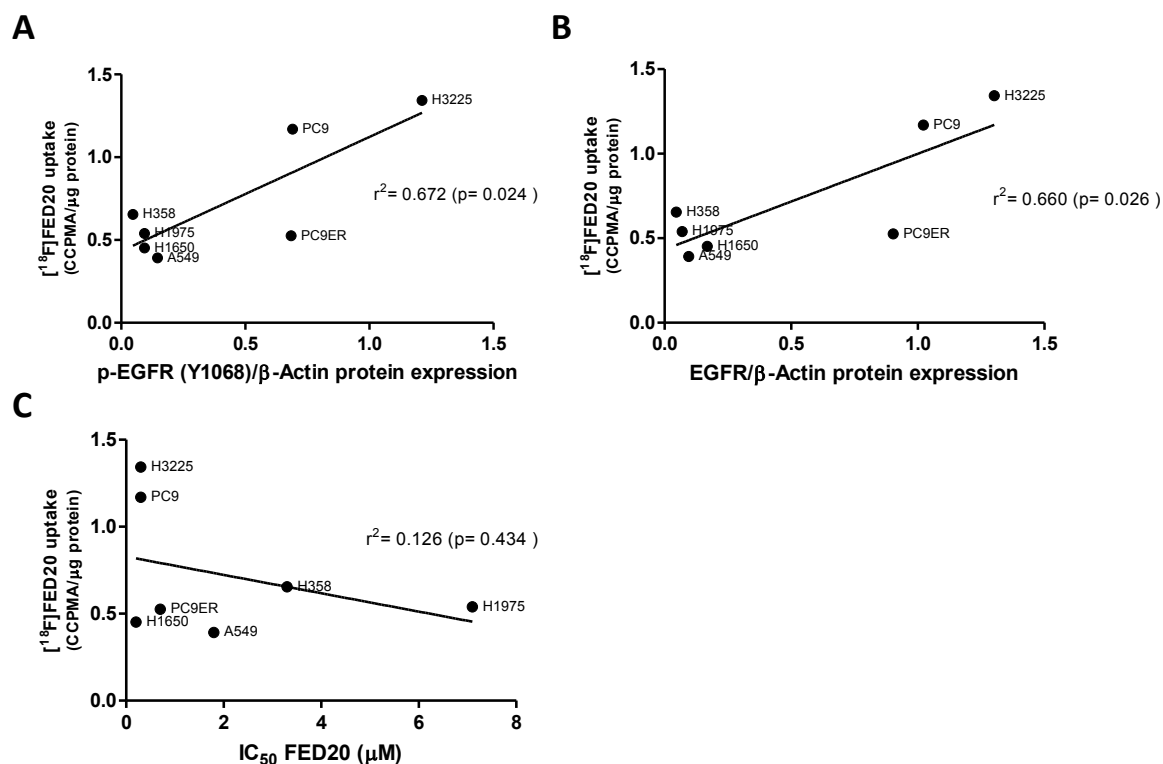 A
[¹⁸F]FED20 uptake
(CCPMA/µg protein)
1.5
1.0
0.5
0.0
H3225
PC9
r²= 0.672 (p= 0.024 )
H358
H1975
H1650
A549
PC9ER
0.0 0.5 1.0 1.5
p-EGFR (Y1068)/β-Actin protein expression
B
[¹⁸F]FED20 uptake
(CCPMA/µg protein)
1.5
1.0
0.5
0.0
H3225
PC9
r²= 0.660 (p= 0.026 )
H358
H1975
H1650
A549
PC9ER
0.0 0.5 1.0 1.5
EGFR/β-Actin protein expression
C
[¹⁸F]FED20 uptake
(CCPMA/µg protein)
1.5
1.0
0.5
0.0
H3225
PC9
r²= 0.126 (p= 0.434 )
H358
PC9ER
H1650
A549
H1975
0 2 4 6 8
IC₅₀ FED20 (µM)